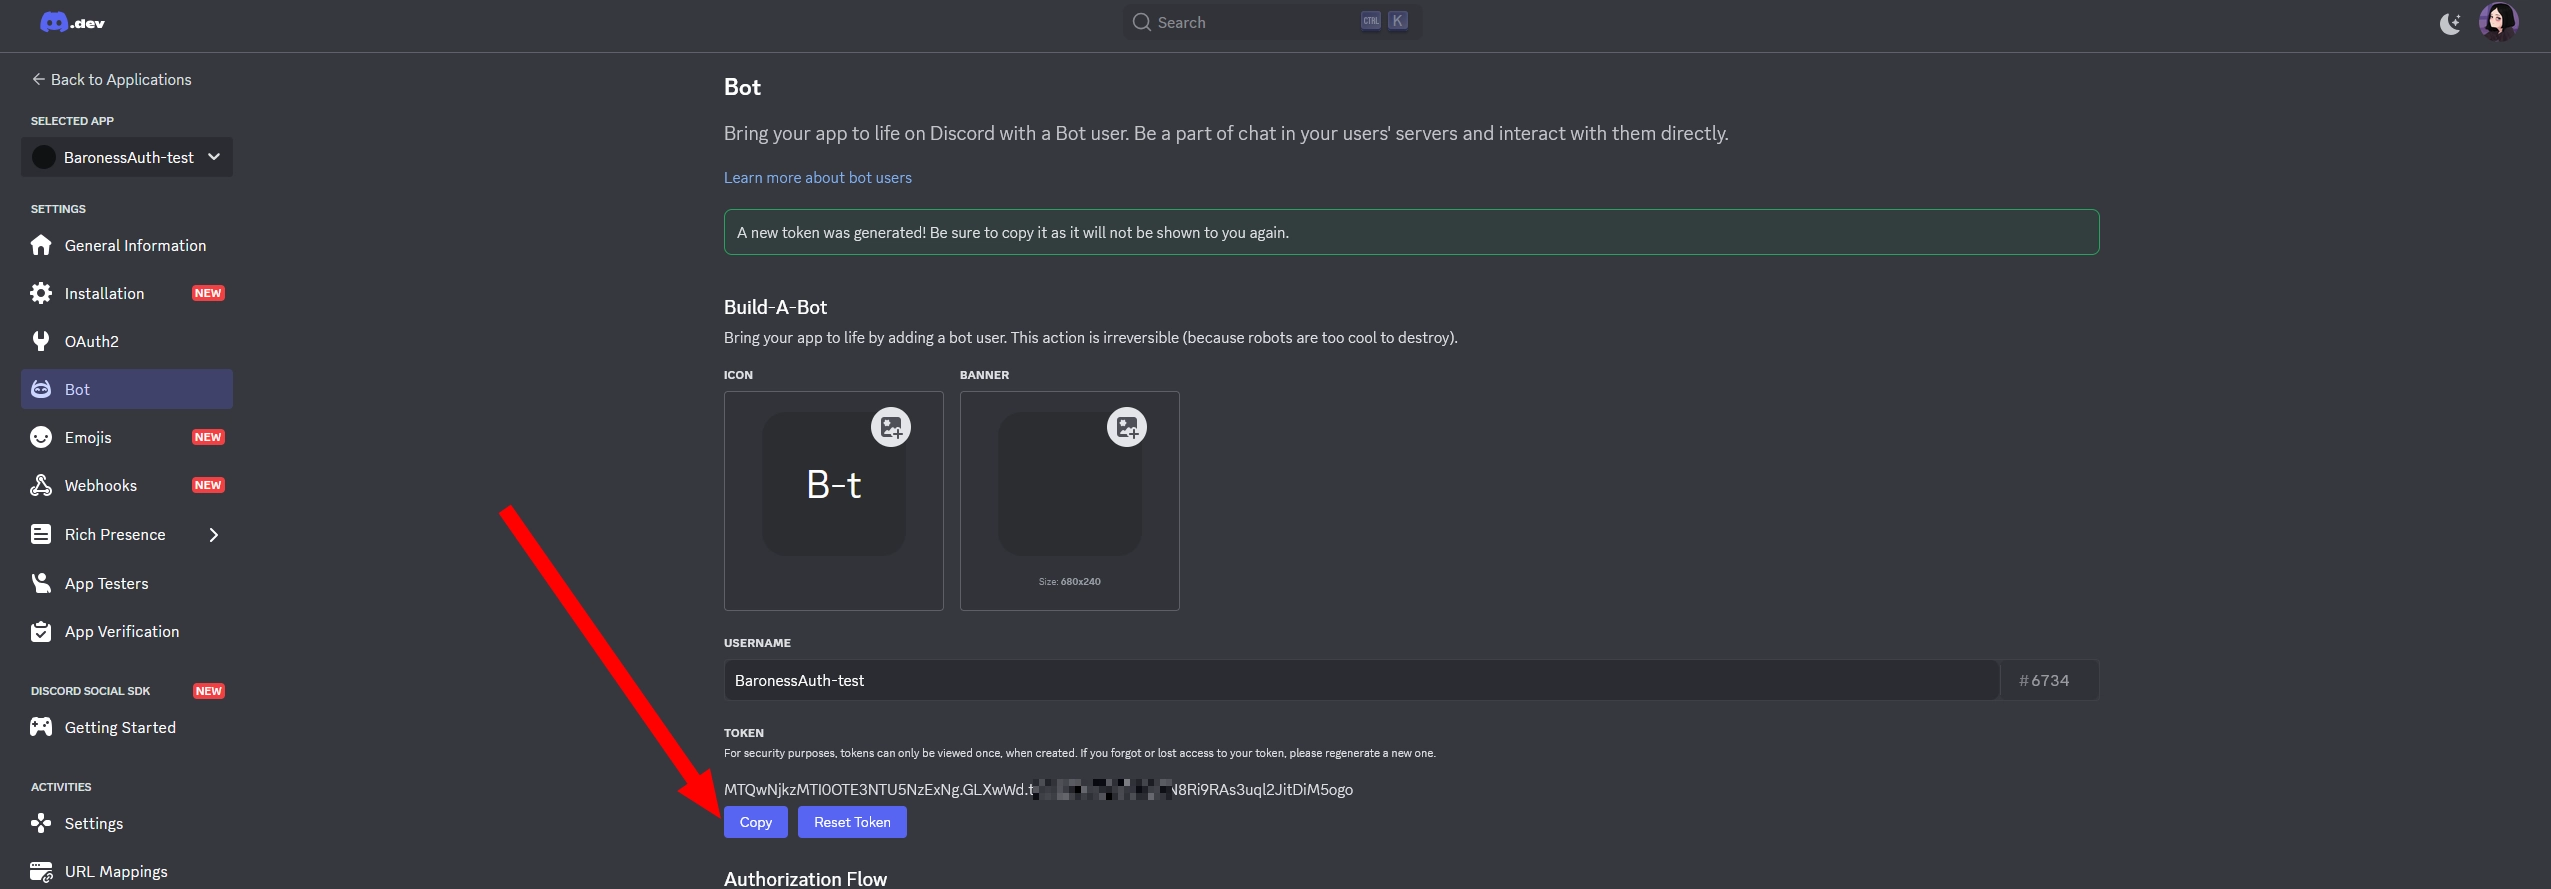 .dev
Search
CTRL K
Back to Applications
SELECTED APP
BaronessAuth-test
SETTINGS
General Information
Installation NEW
OAuth2
Bot
Emojis NEW
Webhooks NEW
Rich Presence
App Testers
App Verification
DISCORD SOCIAL SDK NEW
Getting Started
ACTIVITIES
Settings
URL Mappings
Bot
Bring your app to life on Discord with a Bot user. Be a part of chat in your users' servers and interact with them directly.
Learn more about bot users
A new token was generated! Be sure to copy it as it will not be shown to you again.
Build-A-Bot
Bring your app to life by adding a bot user. This action is irreversible (because robots are too cool to destroy).
ICON BANNER
B-t
Size: 680x240
USERNAME
BaronessAuth-test #6734
TOKEN
For security purposes, tokens can only be viewed once, when created. If you forgot or lost access to your token, please regenerate a new one.
Copy Reset Token
Authorization Flow